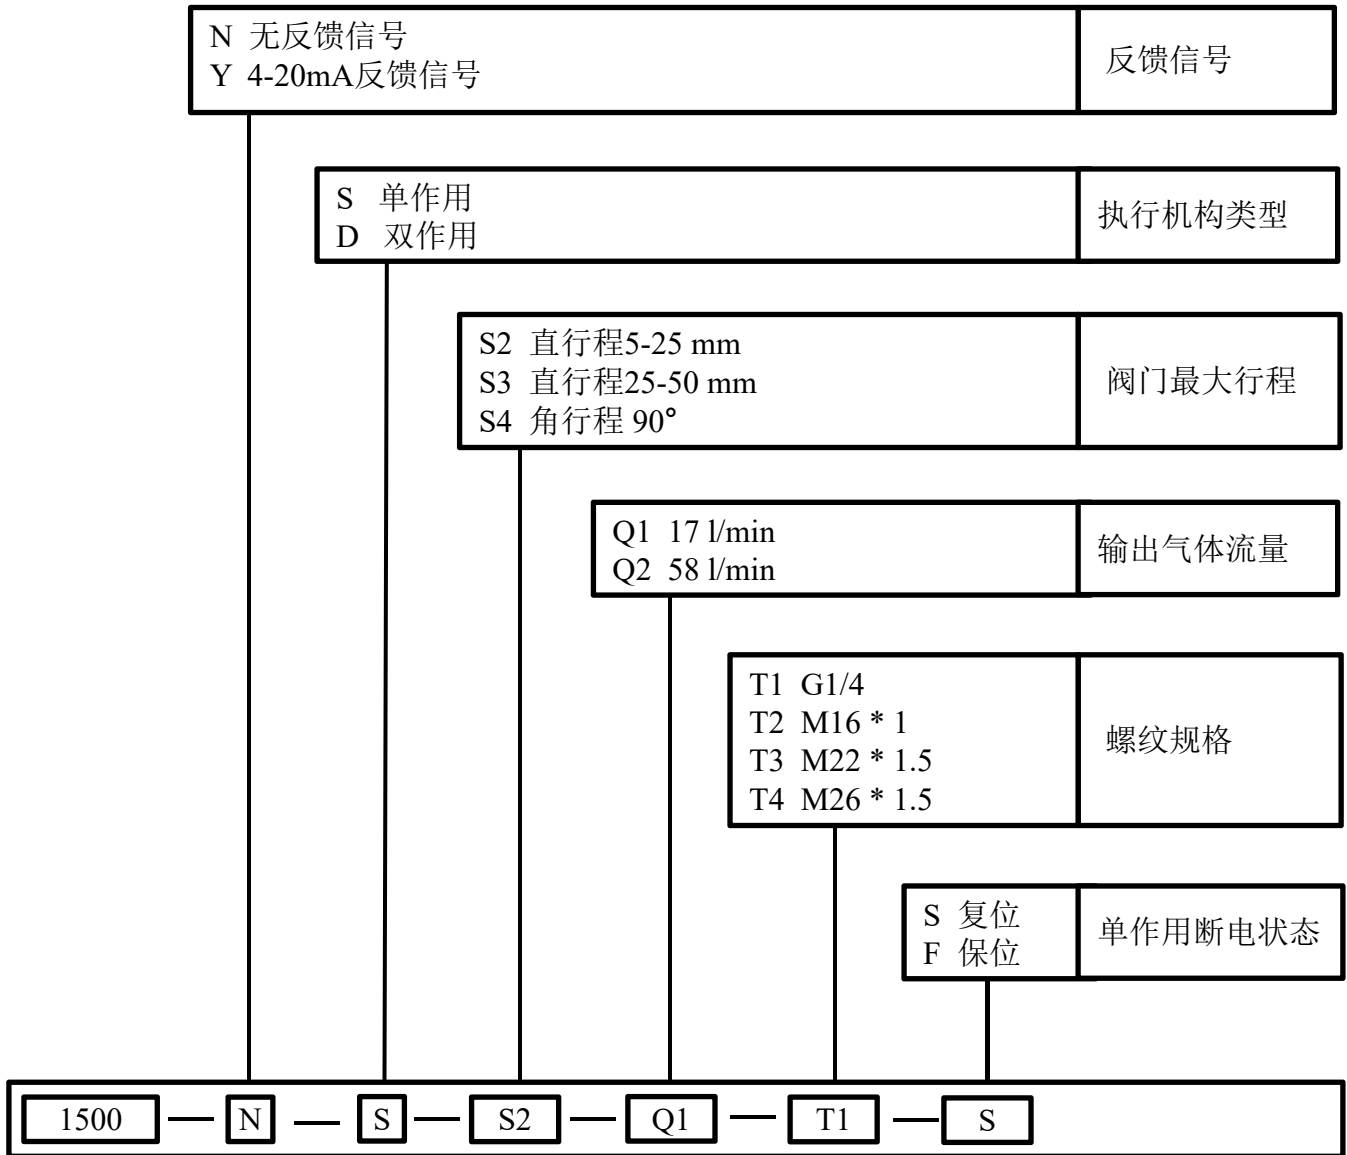 N 无反馈信号
Y 4-20mA反馈信号
反馈信号
S 单作用
D 双作用
执行机构类型
S2 直行程5-25 mm
S3 直行程25-50 mm
S4 角行程 90°
阀门最大行程
Q1 17 l/min
Q2 58 l/min
输出气体流量
T1 G1/4
T2 M16 * 1
T3 M22 * 1.5
T4 M26 * 1.5
螺纹规格
S 复位
F 保位
单作用断电状态
1500 — N — S — S2 — Q1 — T1 — S